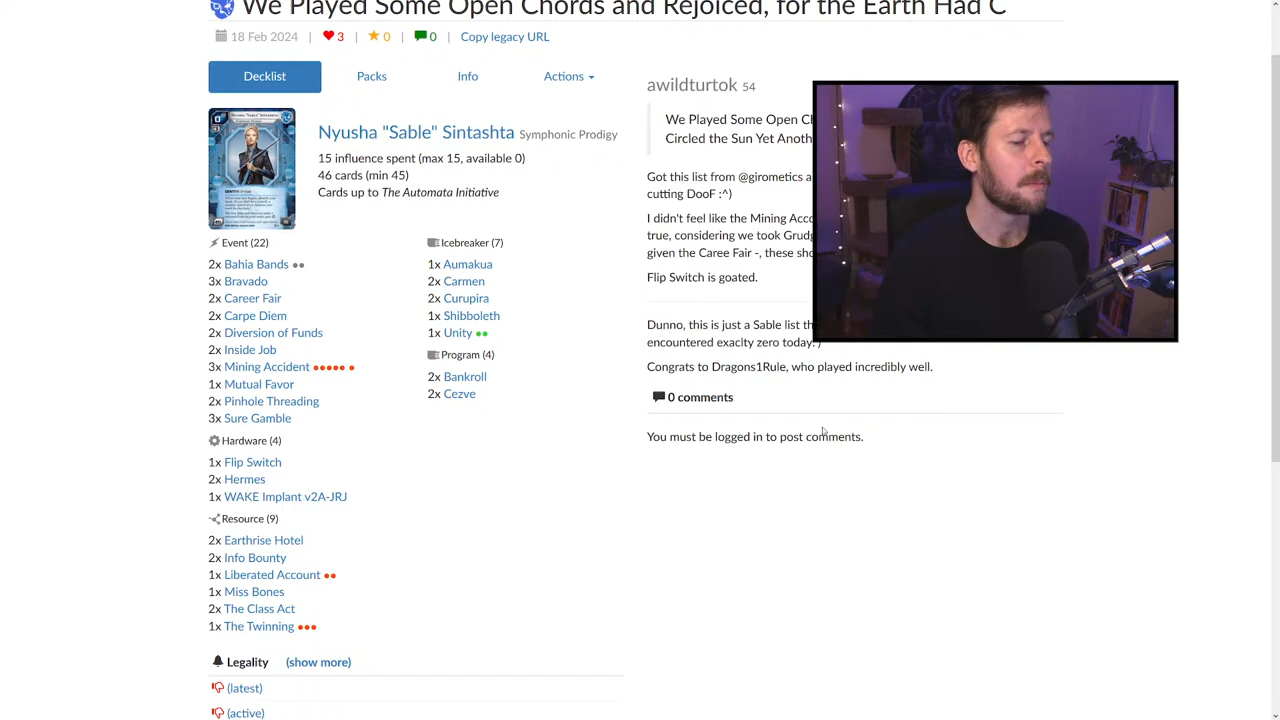 We Played Some Open Chords and Rejoiced, for the Earth Had C
18 Feb 2024 | 3 | 0 | 0 | Copy legacy URL
Decklist Packs Info Actions
Nyusha "Sable" Sintashta Symphonic Prodigy
15 influence spent (max 15, available 0)
46 cards (min 45)
Cards up to The Automata Initiative
Event (22)
2x Bahia Bands
3x Bravado
2x Career Fair
2x Carpe Diem
2x Diversion of Funds
2x Inside Job
3x Mining Accident
1x Mutual Favor
2x Pinhole Threading
3x Sure Gamble
Hardware (4)
1x Flip Switch
2x Hermes
1x WAKE Implant v2A-JRJ
Resource (9)
2x Earthrise Hotel
2x Info Bounty
1x Liberated Account
1x Miss Bones
2x The Class Act
1x The Twinning
Icebreaker (7)
1x Aumakua
2x Carmen
2x Curupira
1x Shibboleth
1x Unity
Program (4)
2x Bankroll
2x Cezve
Legality (show more)
(latest)
(active)
awildturtok 54
We Played Some Open Ch
Circled the Sun Yet Anoth
Got this list from @girometics a
cutting DooF :^)
I didn't feel like the Mining Acco
true, considering we took Grudg
given the Caree Fair -, these sho
Flip Switch is goated.
Dunno, this is just a Sable list th
encountered exaclty zero today:)
Congrats to Dragons1Rule, who played incredibly well.
0 comments
You must be logged in to post comments.